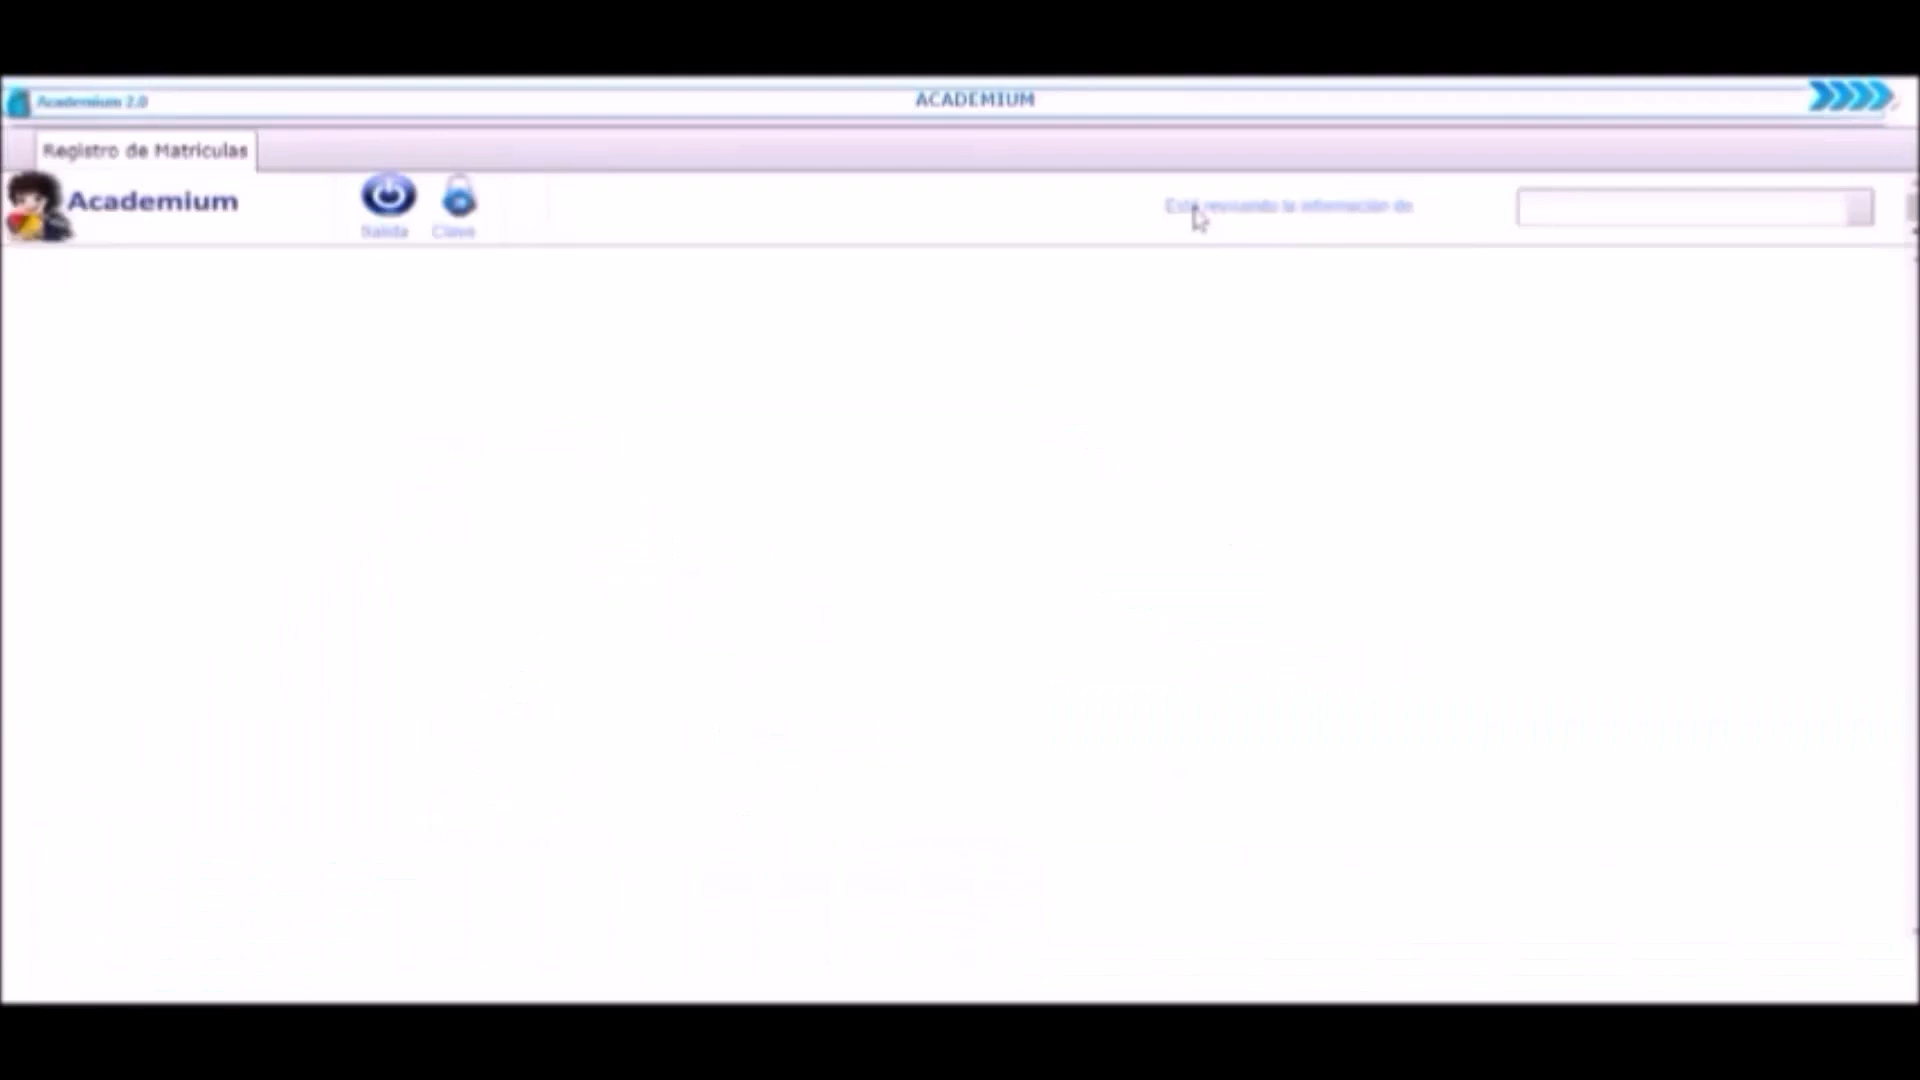 Academium 2.0
ACADEMIUM
Registro de Matriculas
Academium
Salida
Clave
Está revisando la información de